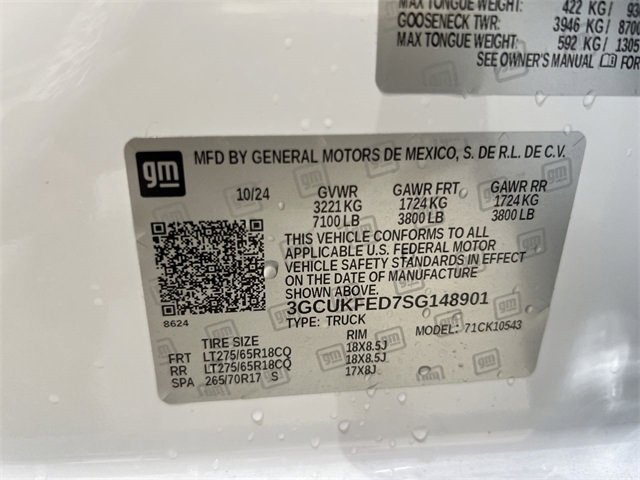 MAX TONGUE WEIGHT: 422 KG / 93
GOOSENECK TWR: 3946 KG / 8700
MAX TONGUE WEIGHT: 592 KG / 1305
SEE OWNER'S MANUAL FOR
gm
MFD BY GENERAL MOTORS DE MEXICO, S. DE R.L. DE C.V.
10/24 GVWR GAWR FRT GAWR RR
3221 KG 1724 KG 1724 KG
7100 LB 3800 LB 3800 LB
THIS VEHICLE CONFORMS TO ALL
APPLICABLE U.S. FEDERAL MOTOR
VEHICLE SAFETY STANDARDS IN EFFECT
ON THE DATE OF MANUFACTURE
SHOWN ABOVE.
3GCUKFED7SG148901
8624 TYPE: TRUCK MODEL: 71CK10543
TIRE SIZE RIM
FRT LT275/65R18CQ 18X8.5J
RR LT275/65R18CQ 18X8.5J
SPA 265/70R17 S 17X8J